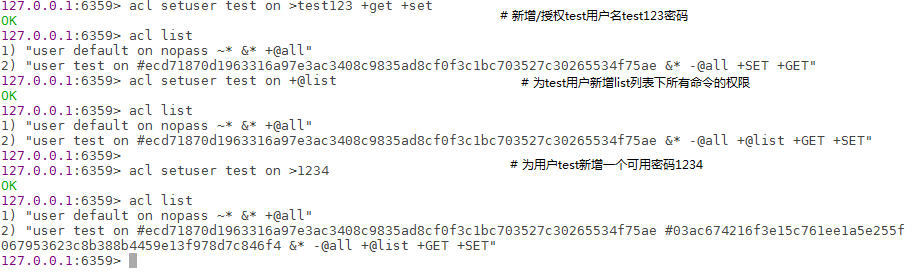 127.0.0.1:6359> acl setuser test on >test123 +get +set # 新增/授权test用户名test123密码
OK
127.0.0.1:6359> acl list
1) "user default on nopass ~* &* +@all"
2) "user test on #ecd71870d1963316a97e3ac3408c9835ad8cf0f3c1bc703527c30265534f75ae &* -@all +SET +GET"
127.0.0.1:6359> acl setuser test on +@list # 为test用户新增list列表下所有命令的权限
OK
127.0.0.1:6359> acl list
1) "user default on nopass ~* &* +@all"
2) "user test on #ecd71870d1963316a97e3ac3408c9835ad8cf0f3c1bc703527c30265534f75ae &* -@all +@list +GET +SET"
127.0.0.1:6359>
127.0.0.1:6359> acl setuser test on >1234 # 为用户test新增一个可用密码1234
OK
127.0.0.1:6359> acl list
1) "user default on nopass ~* &* +@all"
2) "user test on #ecd71870d1963316a97e3ac3408c9835ad8cf0f3c1bc703527c30265534f75ae #03ac674216f3e15c761ee1a5e255f
067953623c8b388b4459e13f978d7c846f4 &* -@all +@list +GET +SET"
127.0.0.1:6359>